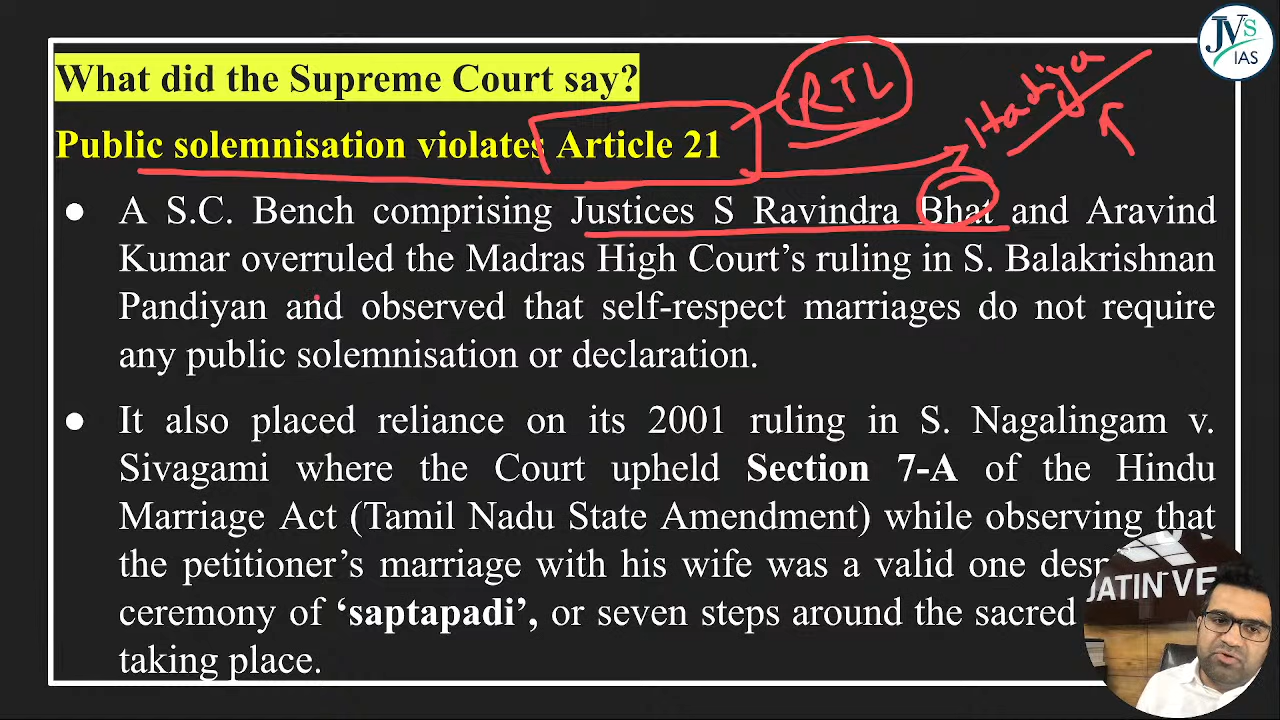 JVS
IAS
What did the Supreme Court say?
RTL
Hadiya
Public solemnisation violates Article 21
● A S.C. Bench comprising Justices S Ravindra Bhat and Aravind
Kumar overruled the Madras High Court’s ruling in S. Balakrishnan
Pandiyan and observed that self-respect marriages do not require
any public solemnisation or declaration.
● It also placed reliance on its 2001 ruling in S. Nagalingam v.
Sivagami where the Court upheld Section 7-A of the Hindu
Marriage Act (Tamil Nadu State Amendment) while observing that
the petitioner’s marriage with his wife was a valid one
ceremony of ‘saptapadi’, or seven steps around the sacred
taking place.
JATIN VE